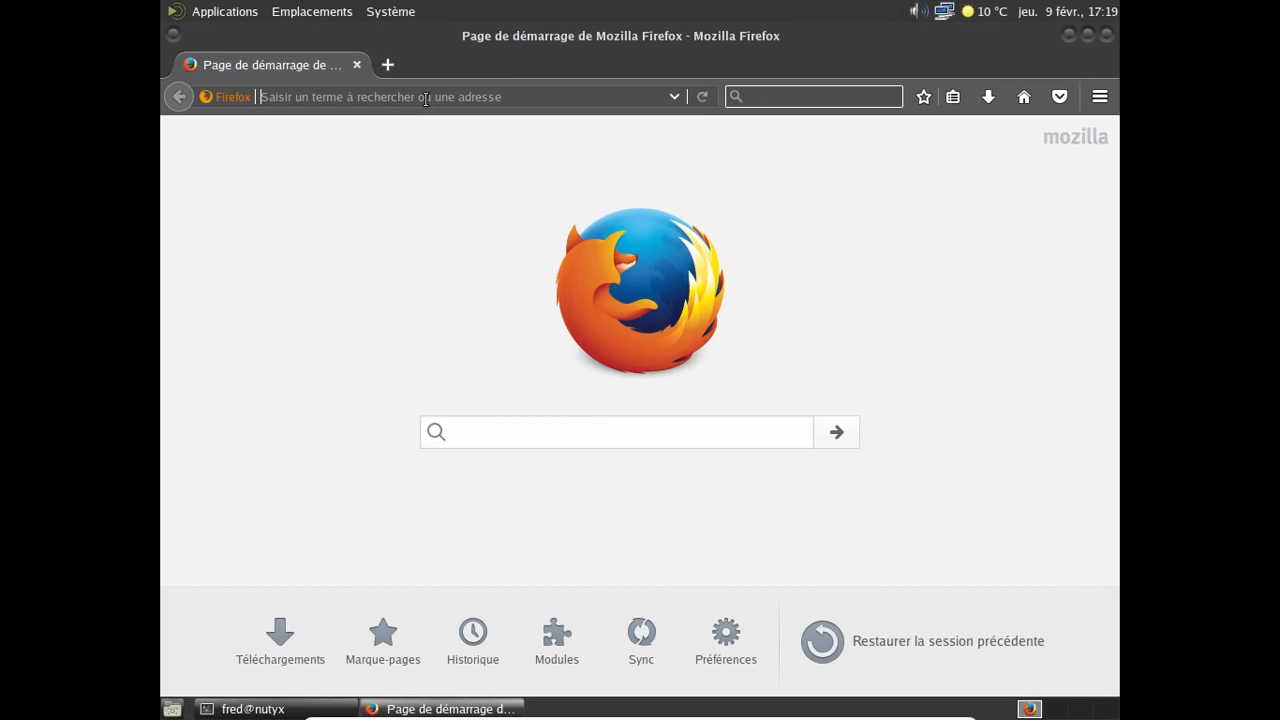 Applications Emplacements Système 10 °C jeu. 9 févr., 17:19
Page de démarrage de Mozilla Firefox - Mozilla Firefox
Page de démarrage de ...
Firefox Saisir un terme à rechercher ou une adresse
mozilla
Téléchargements Marque-pages Historique Modules Sync Préférences Restaurer la session précédente
fred@nutyx Page de démarrage d...